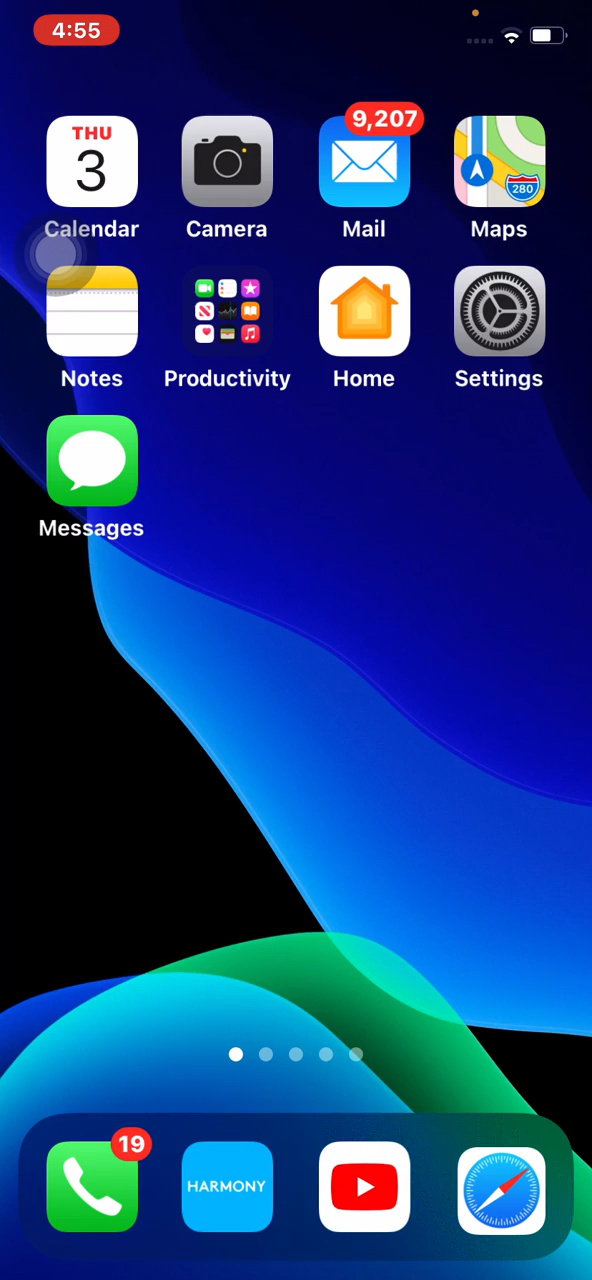 4:55
9,207
THU
3
280
Calendar Camera Mail Maps
Notes Productivity Home Settings
Messages
19
HARMONY